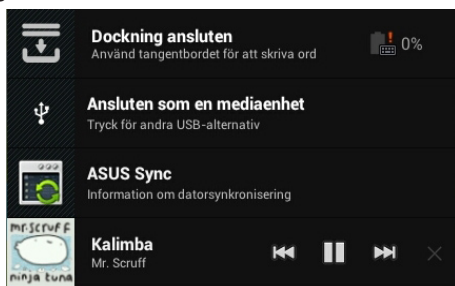 Dockning ansluten
Använd tangentbordet för att skriva ord
0%
Ansluten som en mediaenhet
Tryck för andra USB-alternativ
ASUS Sync
Information om datorsynkronisering
mr.scruff
ninja tuna
Kalimba
Mr. Scruff